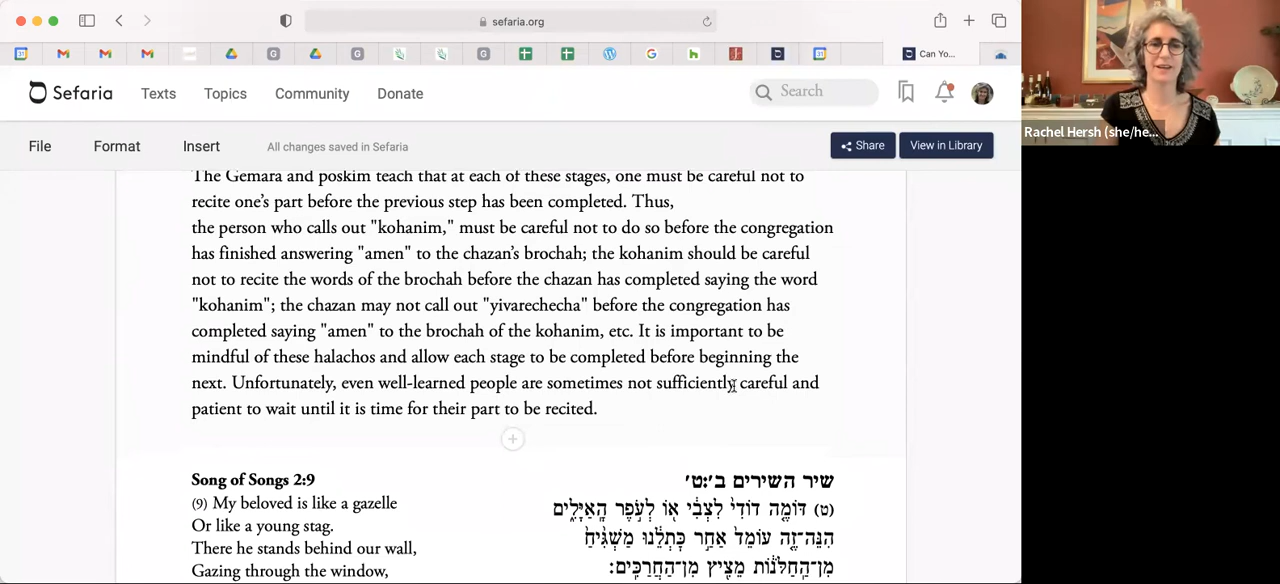 sefaria.org
Can Yo...
Sefaria Texts Topics Community Donate Search
File Format Insert All changes saved in Sefaria Share View in Library
Rachel Hersh (she/he...
The Gemara and poskim teach that at each of these stages, one must be careful not to
recite one's part before the previous step has been completed. Thus,
the person who calls out "kohanim," must be careful not to do so before the congregation
has finished answering "amen" to the chazan's brochah; the kohanim should be careful
not to recite the words of the brochah before the chazan has completed saying the word
"kohanim"; the chazan may not call out "yivarechecha" before the congregation has
completed saying "amen" to the brochah of the kohanim, etc. It is important to be
mindful of these halachos and allow each stage to be completed before beginning the
next. Unfortunately, even well-learned people are sometimes not sufficiently careful and
patient to wait until it is time for their part to be recited.
Song of Songs 2:9
(9) My beloved is like a gazelle
Or like a young stag.
There he stands behind our wall,
Gazing through the window,
שיר השירים ב׳:ט׳
(ט) דּוֹמֶ֤ה דוֹדִי֙ לִצְבִ֔י א֖וֹ לְעֹ֣פֶר הָֽאַיָּלִ֑ים
הִנֵּה־זֶ֤ה עוֹמֵד֙ אַחַ֣ר כׇּתְלֵ֔נוּ מַשְׁגִּ֙יחַ֙
מִן־הַֽחַלֹּנ֔וֹת מֵצִ֖יץ מִן־הַֽחֲרַכִּֽים׃